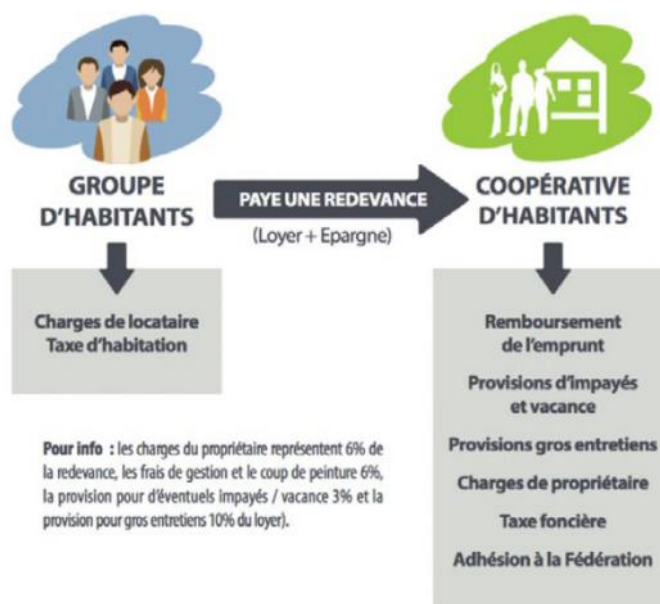 GROUPE
D'HABITANTS
PAYE UNE REDEVANCE
(Loyer + Epargne)
COOPÉRATIVE
D'HABITANTS
Charges de locataire
Taxe d'habitation
Remboursement
de l'emprunt
Provisions d'impayés
et vacance
Provisions gros entretiens
Charges de propriétaire
Taxe foncière
Adhésion à la Fédération
Pour info : les charges du propriétaire représentent 6% de
la redevance, les frais de gestion et le coup de peinture 6%,
la provision pour d'éventuels impayés / vacance 3% et la
provision pour gros entretiens 10% du loyer).